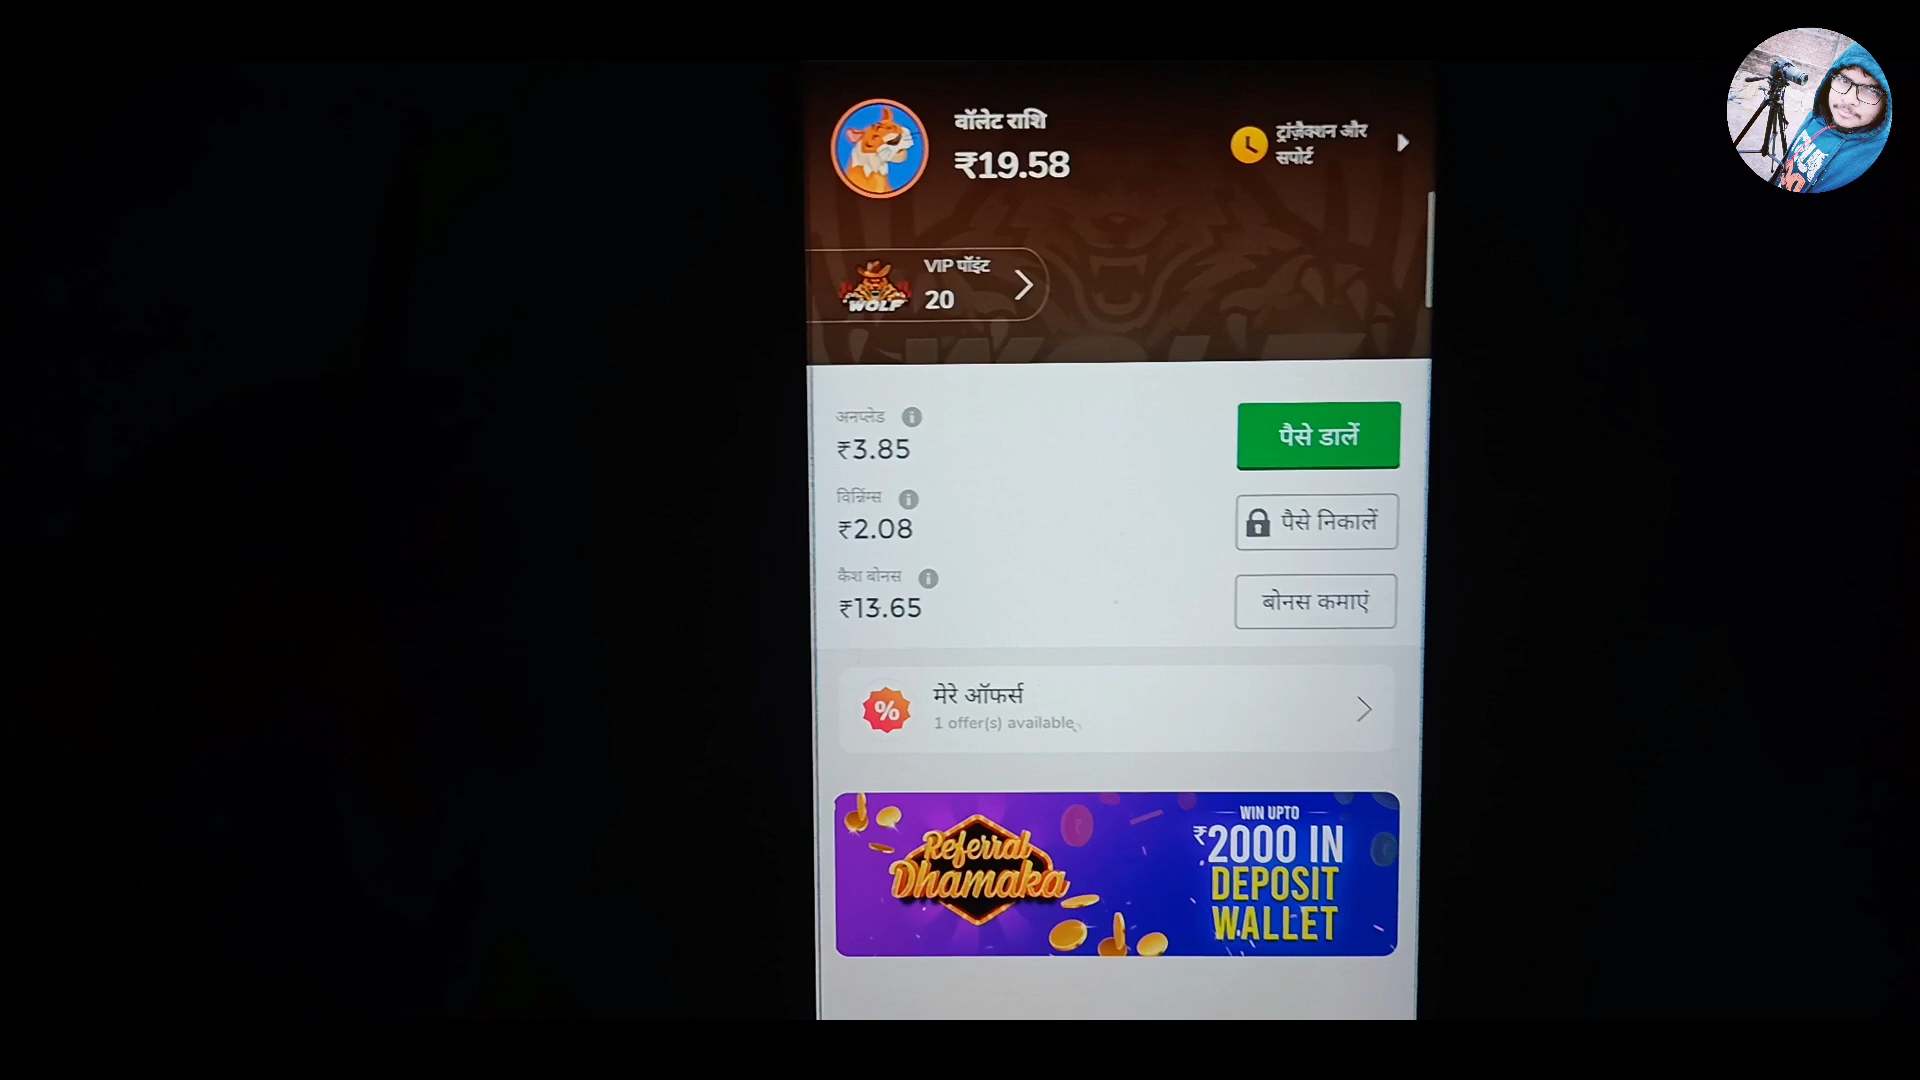 वॉलेट राशि
₹19.58
ट्रांज़ैक्शन और
सपोर्ट
WOLF
VIP पॉइंट
20
अनप्लेड
₹3.85
पैसे डालें
विन्निंग्स
₹2.08
पैसे निकालें
कैश बोनस
₹13.65
बोनस कमाएं
%
मेरे ऑफर्स
1 offer(s) available
Referral
Dhamaka
WIN UPTO
₹2000 IN
DEPOSIT
WALLET